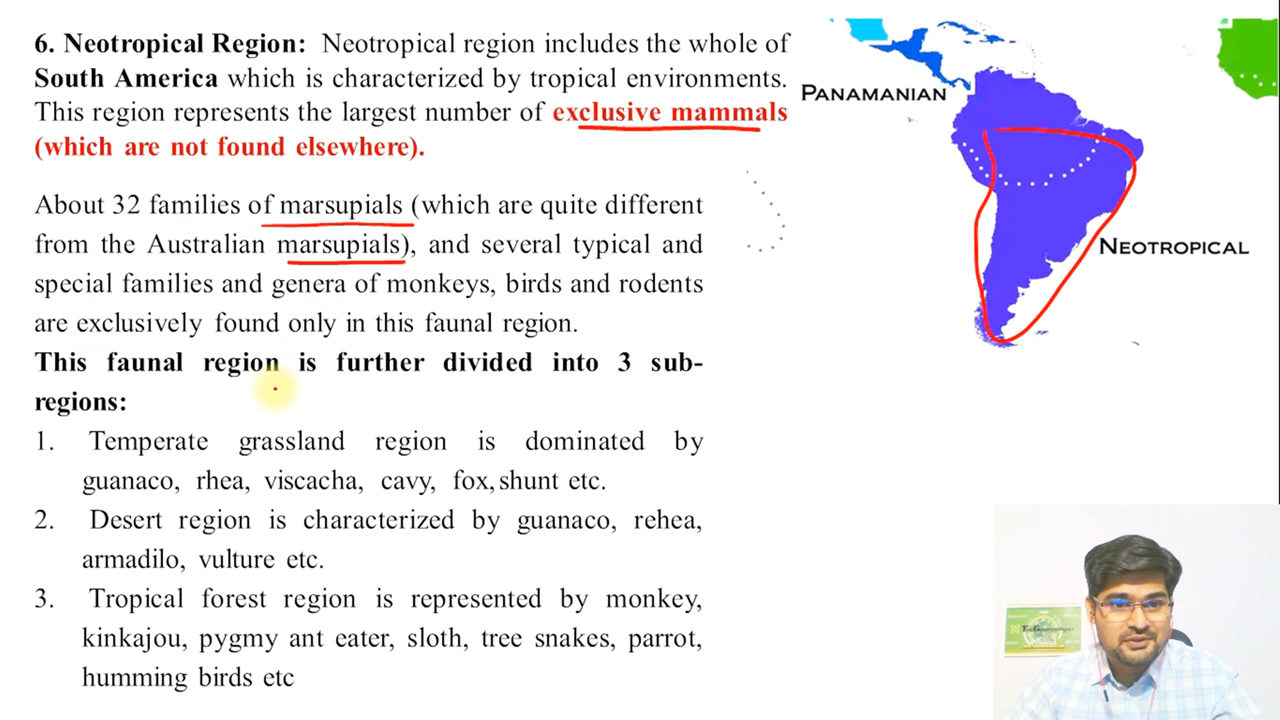 6. Neotropical Region: Neotropical region includes the whole of
South America which is characterized by tropical environments.
This region represents the largest number of exclusive mammals
(which are not found elsewhere).
About 32 families of marsupials (which are quite different
from the Australian marsupials), and several typical and
special families and genera of monkeys, birds and rodents
are exclusively found only in this faunal region.
This faunal region is further divided into 3 sub-
regions:
1. Temperate grassland region is dominated by
guanaco, rhea, viscacha, cavy, fox, shunt etc.
2. Desert region is characterized by guanaco, rehea,
armadilo, vulture etc.
3. Tropical forest region is represented by monkey,
kinkajou, pygmy ant eater, sloth, tree snakes, parrot,
humming birds etc
PANAMANIAN
NEOTROPICAL